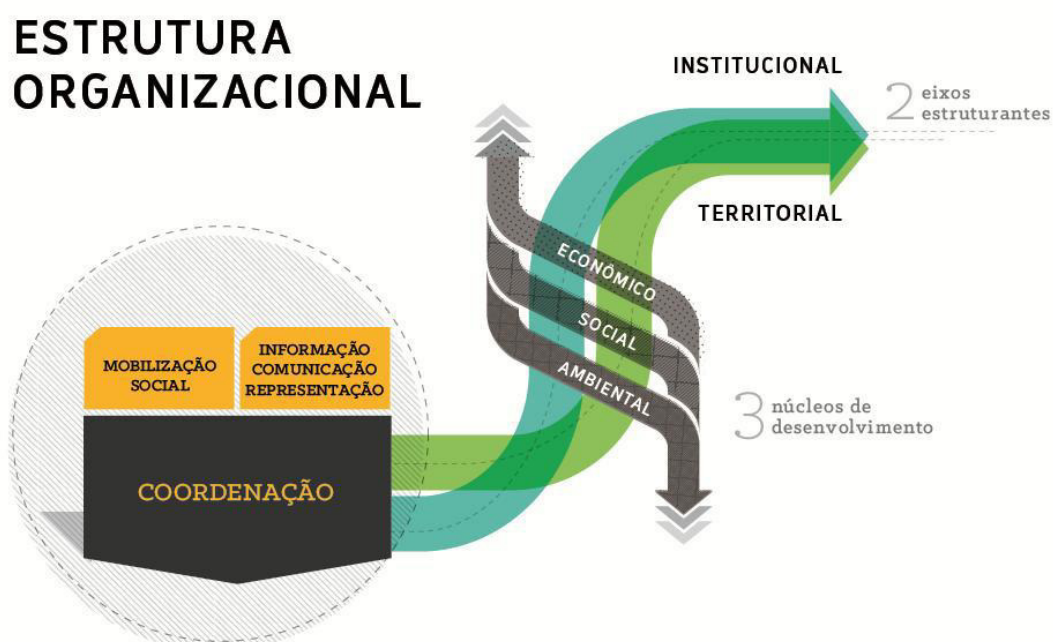 ESTRUTURA
ORGANIZACIONAL
INSTITUCIONAL
2 eixos
estruturantes
TERRITORIAL
ECONÔMICO
SOCIAL
AMBIENTAL
3 núcleos de
desenvolvimento
MOBILIZAÇÃO
SOCIAL
INFORMAÇÃO
COMUNICAÇÃO
REPRESENTAÇÃO
COORDENAÇÃO